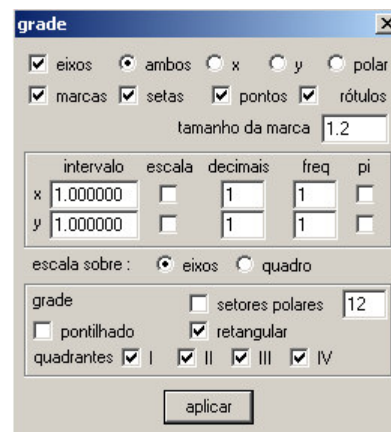 grade
eixos ambos x y polar
marcas setas pontos rótulos
tamanho da marca 1.2
intervalo escala decimais freq pi
x 1.000000 1 1
y 1.000000 1 1
escala sobre : eixos quadro
grade setores polares 12
pontilhado retangular
quadrantes I II III IV
aplicar